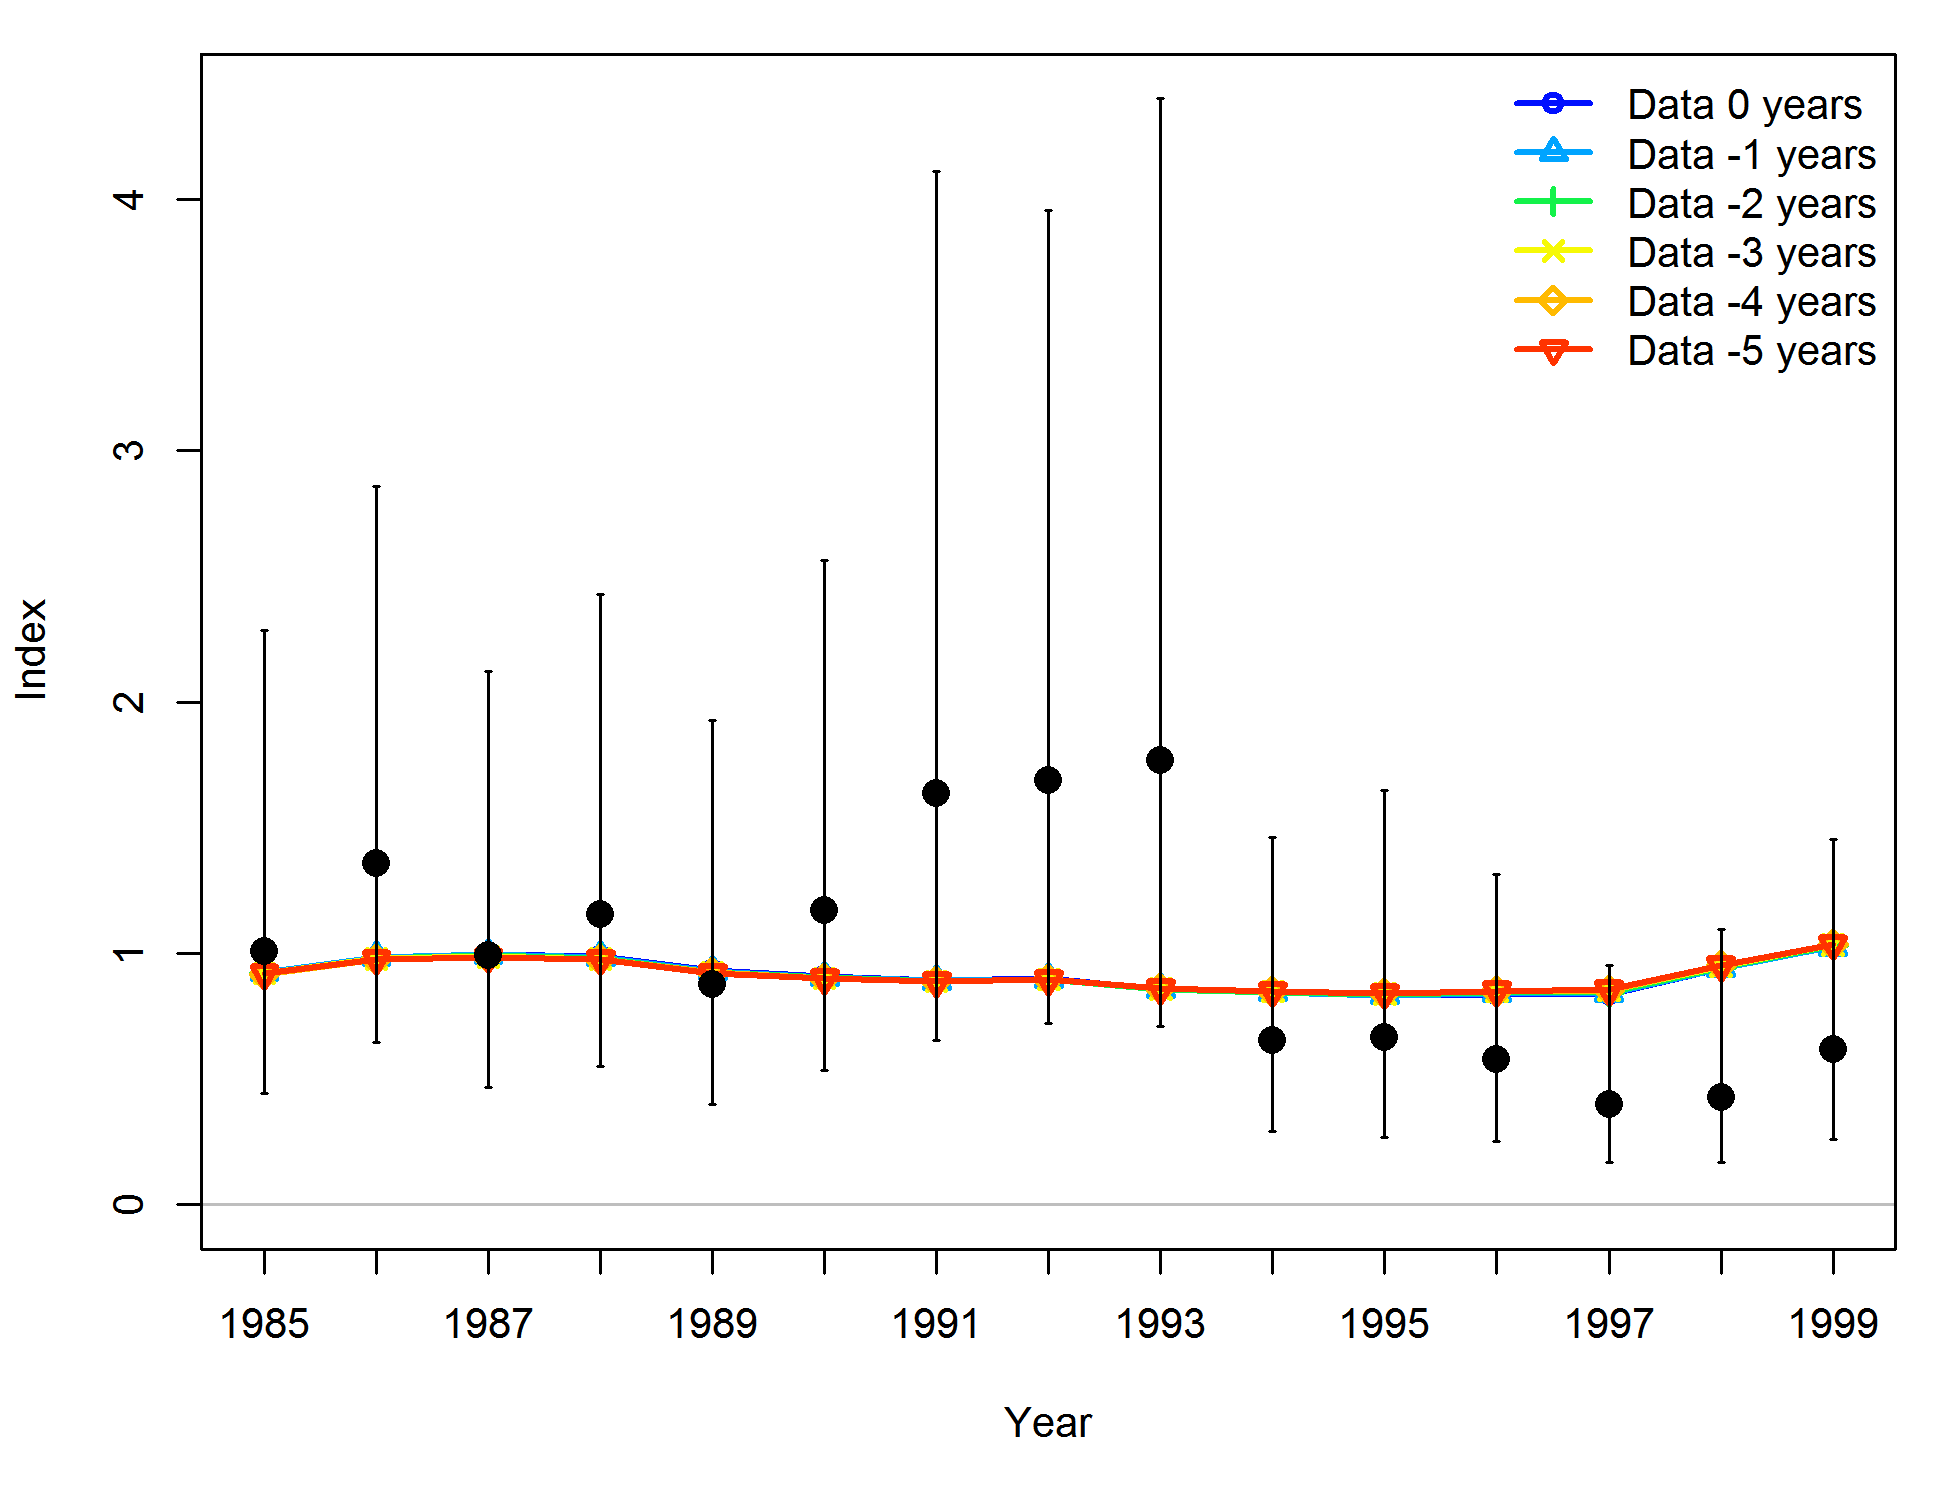 Data 0 years
Data -1 years
Data -2 years
Data -3 years
Data -4 years
Data -5 years
4
3
2
1
0
Index
1985 1987 1989 1991 1993 1995 1997 1999
Year